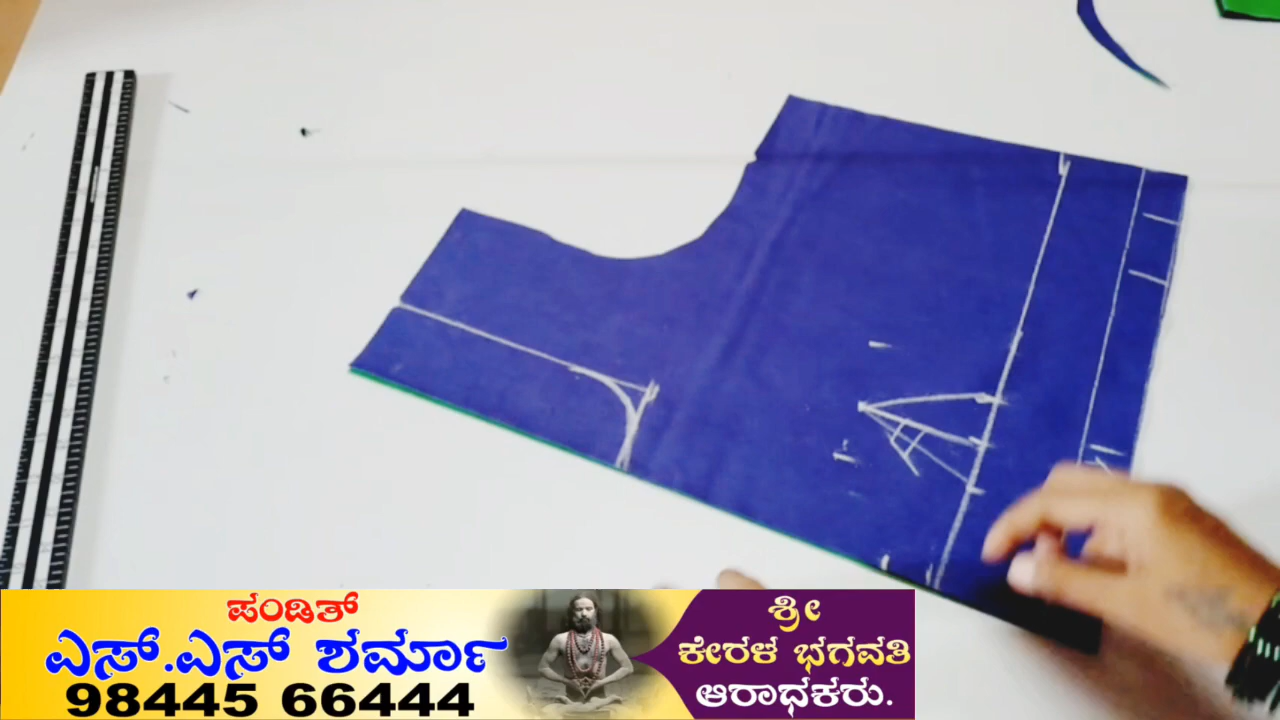 ಪಂಡಿತ್
ಎಸ್.ಎಸ್ ಶರ್ಮಾ
98445 66444
ಶ್ರೀ
ಕೇರಳ ಭಗವತಿ
ಆರಾಧಕರು.